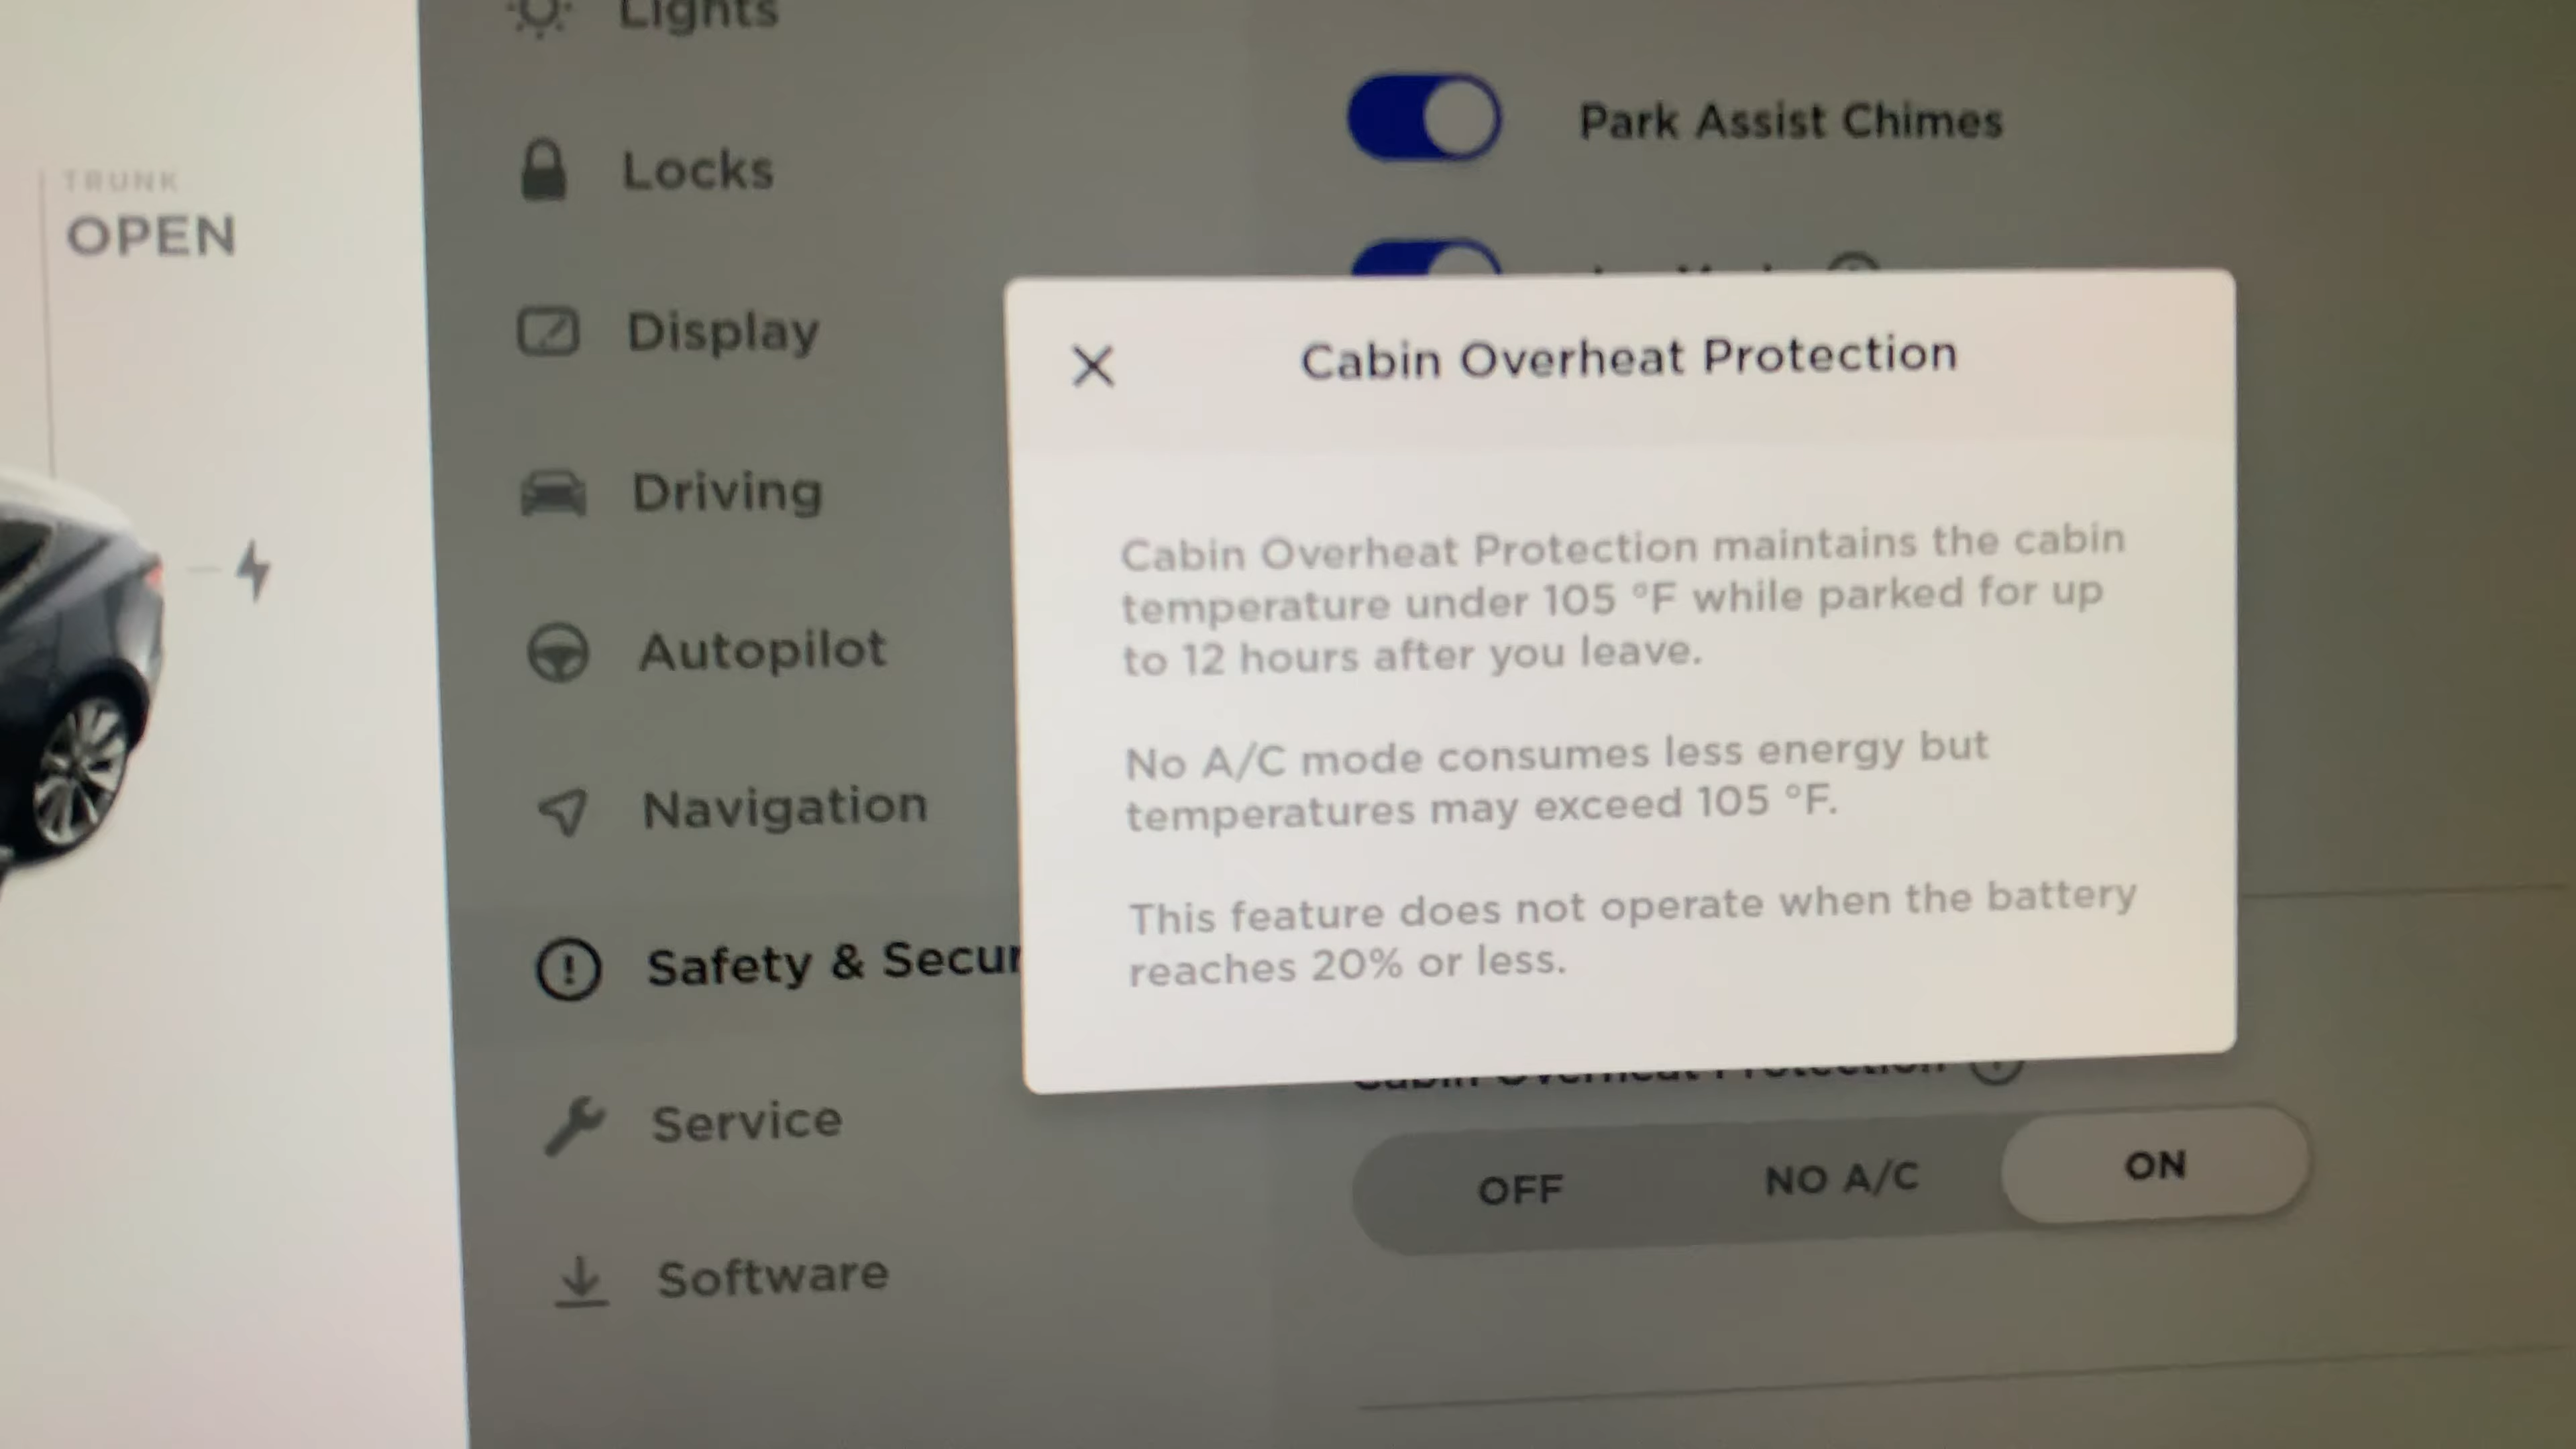 Lights
Locks
Display
Driving
Autopilot
Navigation
Safety & Secur
Service
Software
TRUNK
OPEN
Park Assist Chimes
Cabin Overheat Protection
Cabin Overheat Protection maintains the cabin
temperature under 105 °F while parked for up
to 12 hours after you leave.
No A/C mode consumes less energy but
temperatures may exceed 105 °F.
This feature does not operate when the battery
reaches 20% or less.
Cabin Overheat Protection
OFF
NO A/C
ON